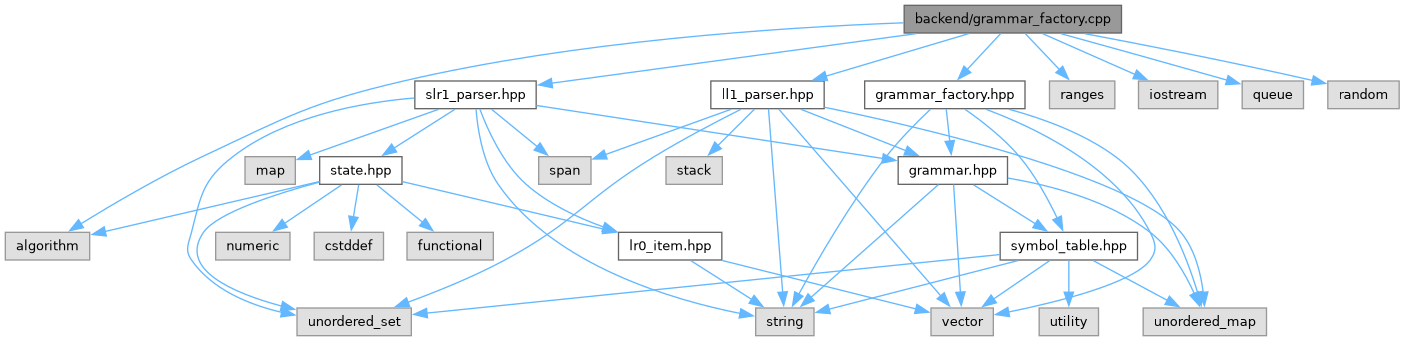 backend/grammar_factory.cpp
slr1_parser.hpp
ll1_parser.hpp
grammar_factory.hpp
ranges
iostream
queue
random
map
state.hpp
span
stack
grammar.hpp
algorithm
numeric
cstddef
functional
lr0_item.hpp
symbol_table.hpp
unordered_set
string
vector
utility
unordered_map